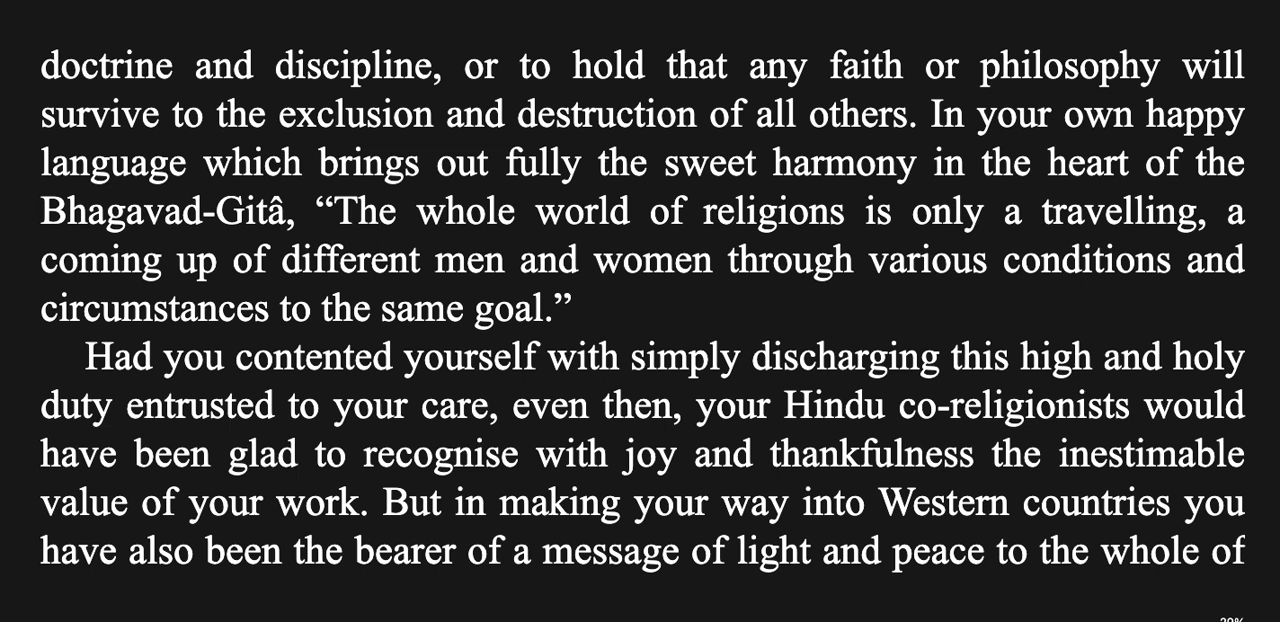 doctrine and discipline, or to hold that any faith or philosophy will
survive to the exclusion and destruction of all others. In your own happy
language which brings out fully the sweet harmony in the heart of the
Bhagavad-Gitâ, “The whole world of religions is only a travelling, a
coming up of different men and women through various conditions and
circumstances to the same goal.”
Had you contented yourself with simply discharging this high and holy
duty entrusted to your care, even then, your Hindu co-religionists would
have been glad to recognise with joy and thankfulness the inestimable
value of your work. But in making your way into Western countries you
have also been the bearer of a message of light and peace to the whole of